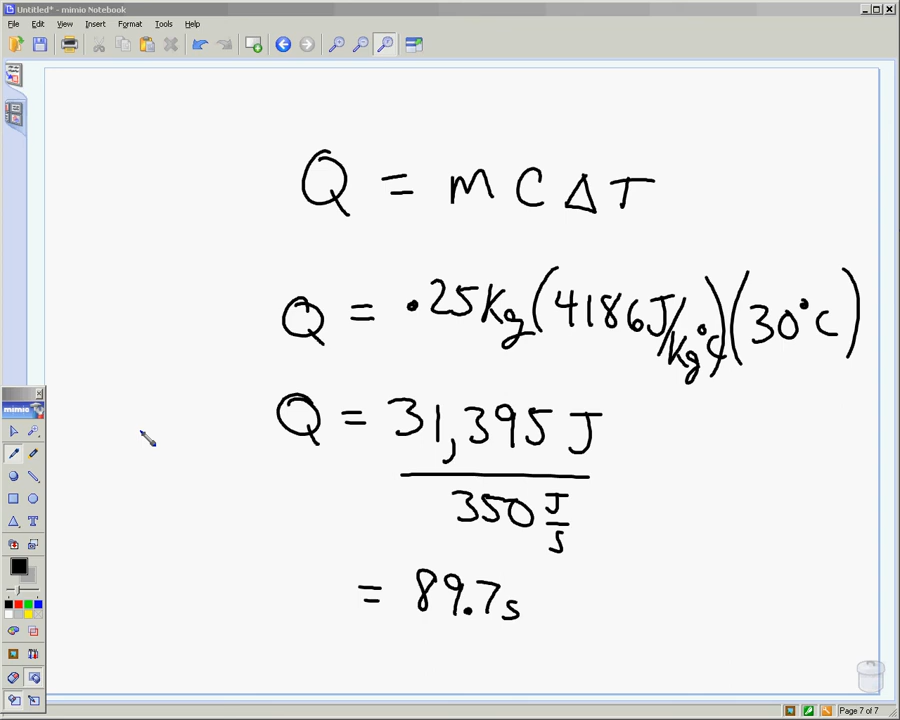 Untitled* - mimio Notebook
File Edit View Insert Format Tools Help
Q = m C Δ T
Q = .25Kg (4186J/Kg°C) (30°C)
mimio
Q = 31,395 J
350 J/s
= 89.7s
T
Page 7 of 7